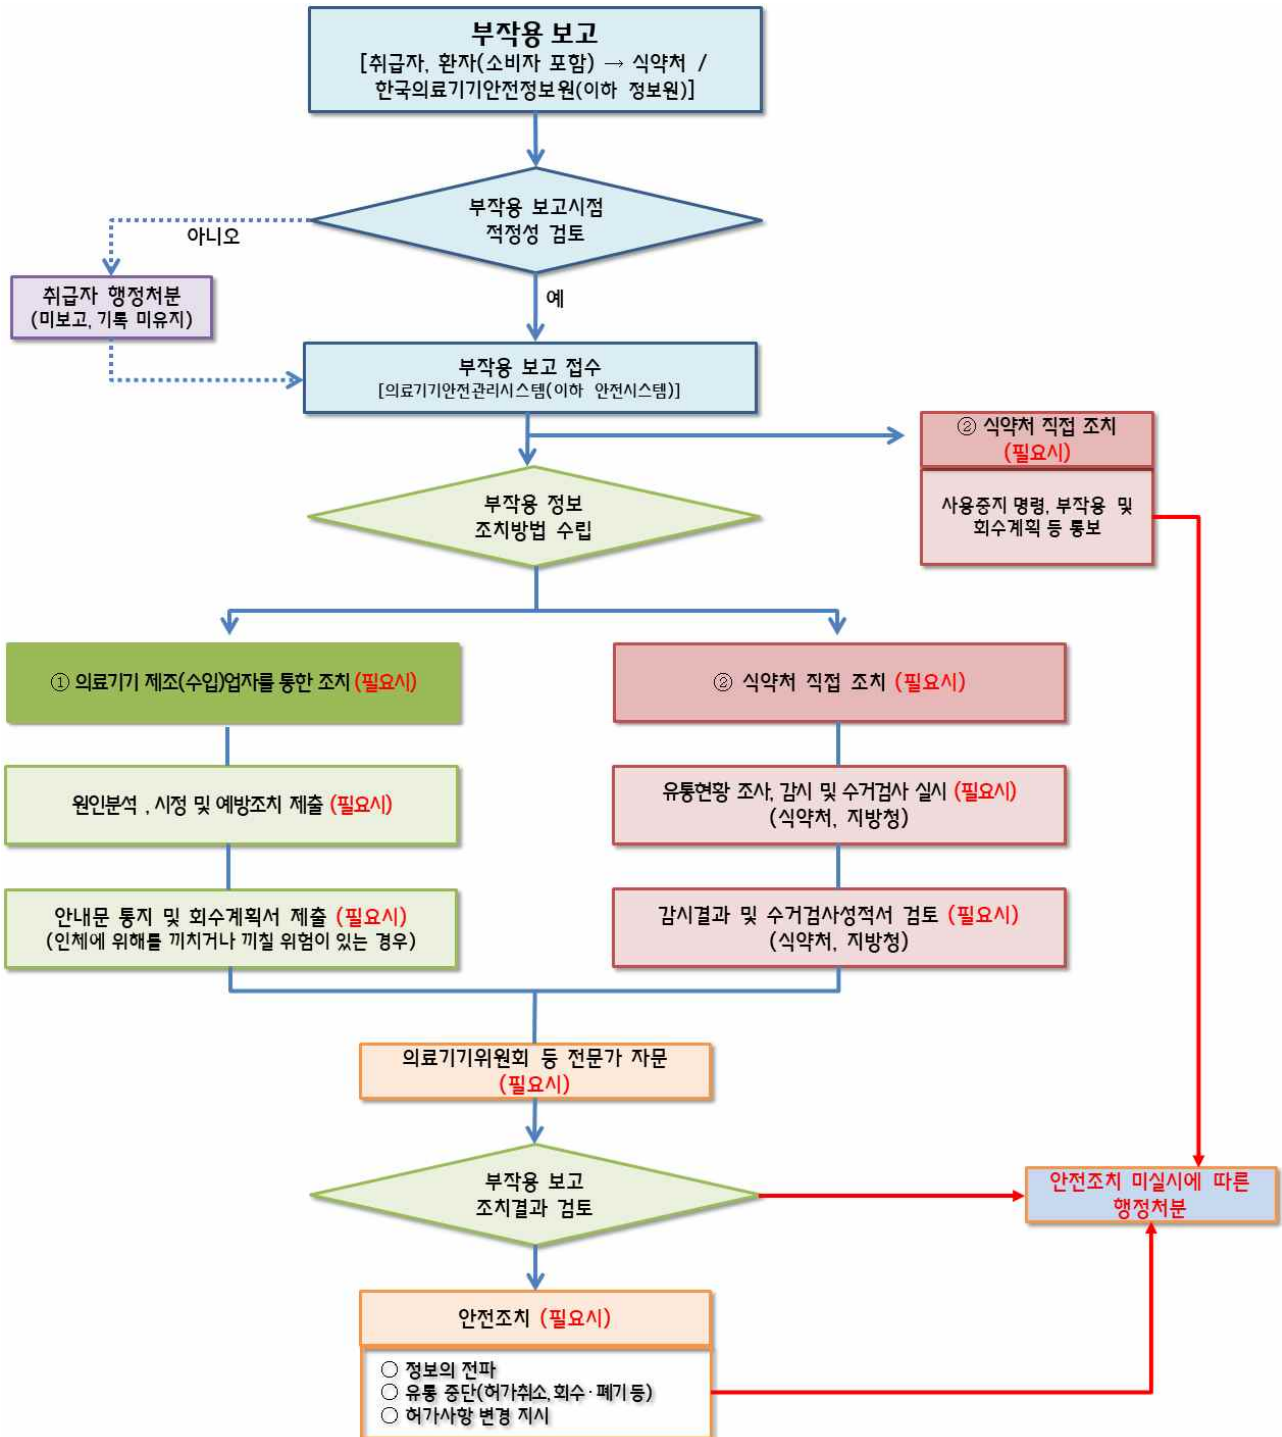 부작용 보고
[취급자, 환자(소비자 포함) → 식약처 /
한국의료기기안전정보원(이하 정보원)]
부작용 보고시점
적정성 검토
아니오
예
취급자 행정처분
(미보고, 기록 미유지)
부작용 보고 접수
[의료기기안전관리시스템(이하 안전시스템)]
② 식약처 직접 조치
(필요시)
사용중지 명령, 부작용 및
회수계획 등 통보
부작용 정보
조치방법 수립
① 의료기기 제조(수입)업자를 통한 조치 (필요시)
② 식약처 직접 조치 (필요시)
원인분석 , 시정 및 예방조치 제출 (필요시)
유통현황 조사, 감시 및 수거검사 실시 (필요시)
(식약처, 지방청)
안내문 통지 및 회수계획서 제출 (필요시)
(인체에 위해를 끼치거나 끼칠 위험이 있는 경우)
감시결과 및 수거검사성적서 검토 (필요시)
(식약처, 지방청)
의료기기위원회 등 전문가 자문
(필요시)
부작용 보고
조치결과 검토
안전조치 미실시에 따른
행정처분
안전조치 (필요시)
○ 정보의 전파
○ 유통 중단(허가취소, 회수·폐기 등)
○ 허가사항 변경 지시